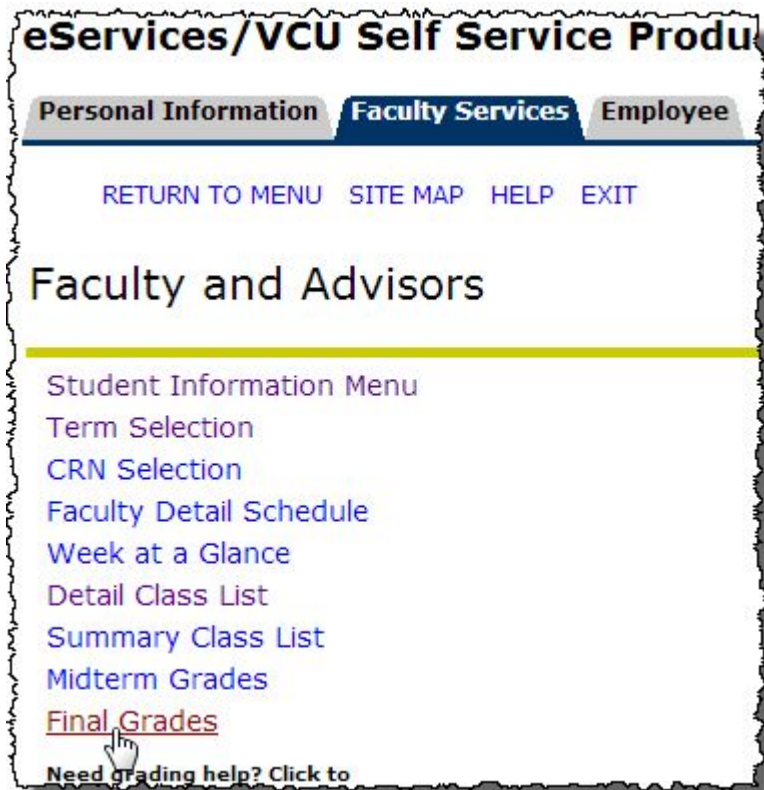 eServices/VCU Self Service Produ
Personal Information Faculty Services Employee
RETURN TO MENU SITE MAP HELP EXIT
Faculty and Advisors
Student Information Menu
Term Selection
CRN Selection
Faculty Detail Schedule
Week at a Glance
Detail Class List
Summary Class List
Midterm Grades
Final Grades
Need grading help? Click to